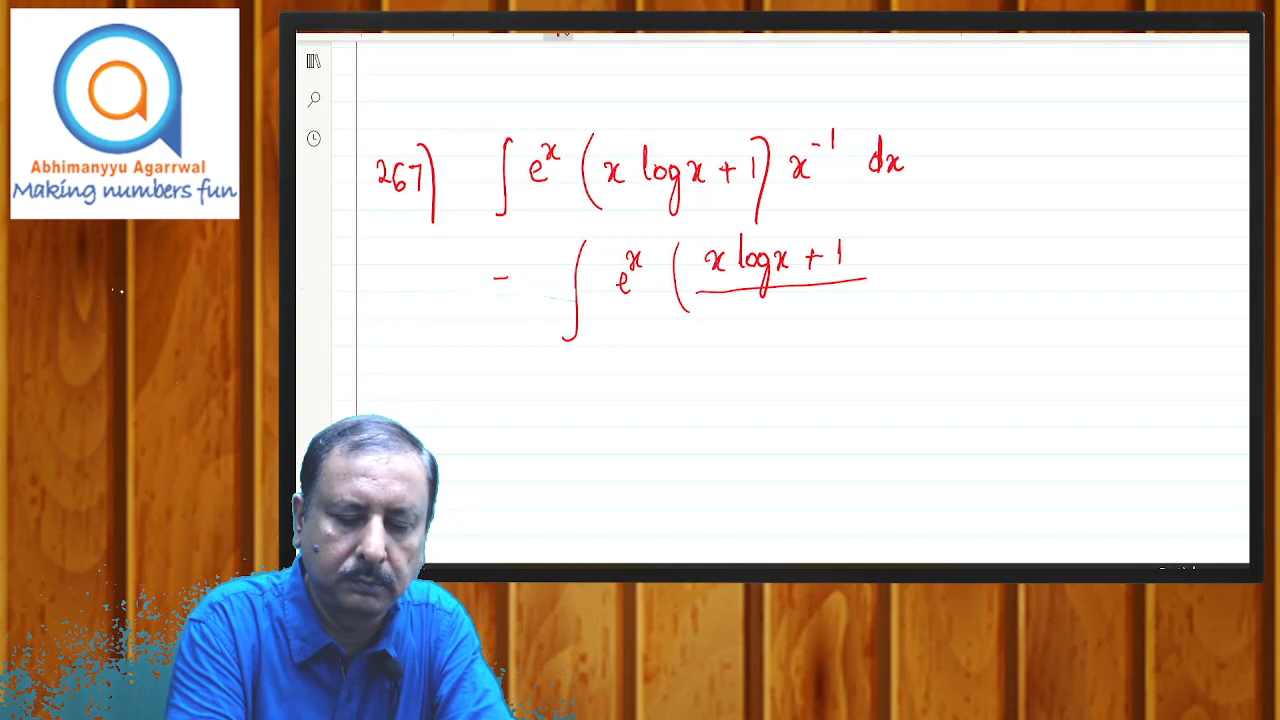 Abhimanyyu Agarrwal
Making numbers fun
267) ∫ e^x (x log x + 1) x^-1 dx
= ∫ e^x ( x log x + 1